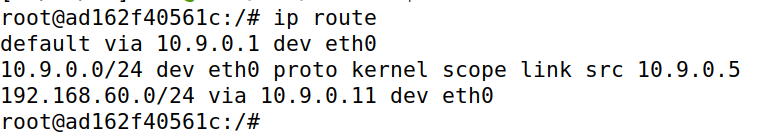 root@ad162f40561c:/# ip route
default via 10.9.0.1 dev eth0
10.9.0.0/24 dev eth0 proto kernel scope link src 10.9.0.5
192.168.60.0/24 via 10.9.0.11 dev eth0
root@ad162f40561c:/#